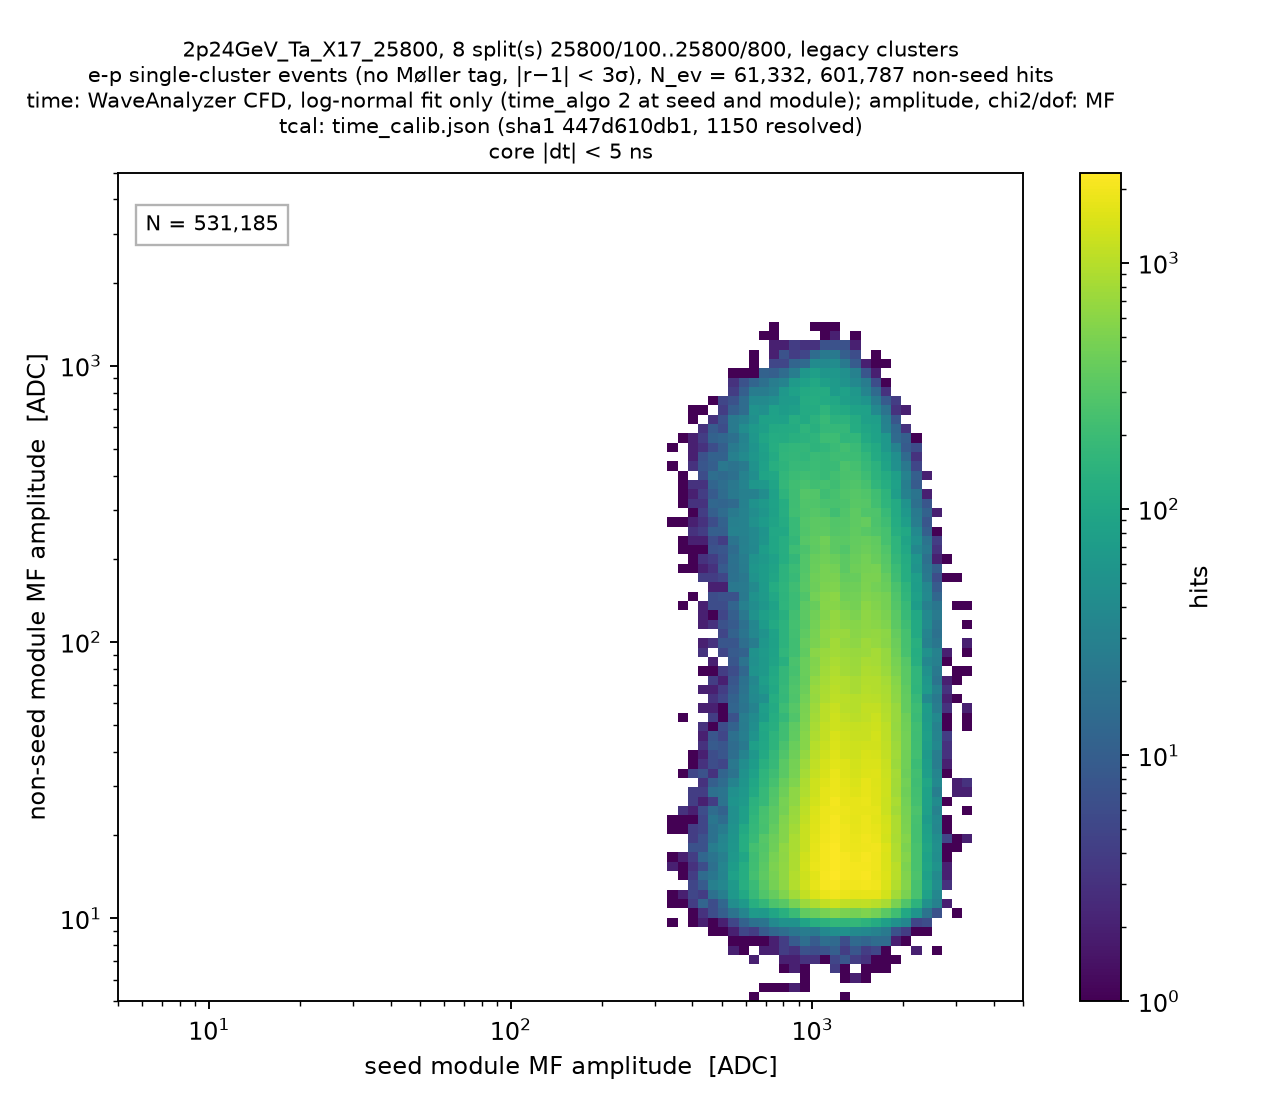 2p24GeV_Ta_X17_25800, 8 split(s) 25800/100..25800/800, legacy clusters
e-p single-cluster events (no Møller tag, |r−1| < 3σ), N_ev = 61,332, 601,787 non-seed hits
time: WaveAnalyzer CFD, log-normal fit only (time_algo 2 at seed and module); amplitude, chi2/dof: MF
tcal: time_calib.json (sha1 447d610db1, 1150 resolved)
core |dt| < 5 ns
N = 531,185
non-seed module MF amplitude [ADC]
10³
10²
10¹
10¹
10²
10³
seed module MF amplitude [ADC]
10³
10²
10¹
10⁰
hits